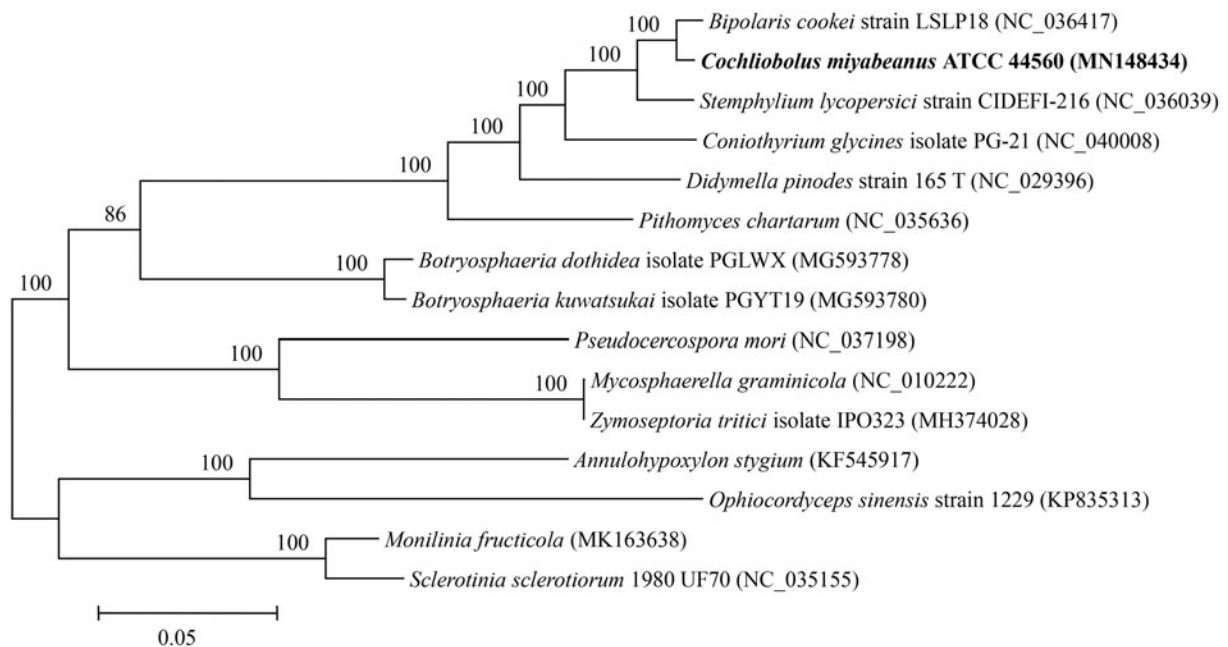 100
Bipolaris cookei strain LSLP18 (NC_036417)
Cochliobolus miyabeanus ATCC 44560 (MN148434)
100
Stemphylium lycopersici strain CIDEFI-216 (NC_036039)
100
Coniothyrium glycines isolate PG-21 (NC_040008)
100
Didymella pinodes strain 165 T (NC_029396)
100
Pithomyces chartarum (NC_035636)
86
100
Botryosphaeria dothidea isolate PGLWX (MG593778)
Botryosphaeria kuwatsukai isolate PGYT19 (MG593780)
100
Pseudocercospora mori (NC_037198)
100
100
Mycosphaerella graminicola (NC_010222)
Zymoseptoria tritici isolate IPO323 (MH374028)
100
Annulohypoxylon stygium (KF545917)
Ophiocordyceps sinensis strain 1229 (KP835313)
100
Monilinia fructicola (MK163638)
Sclerotinia sclerotiorum 1980 UF70 (NC_035155)
0.05